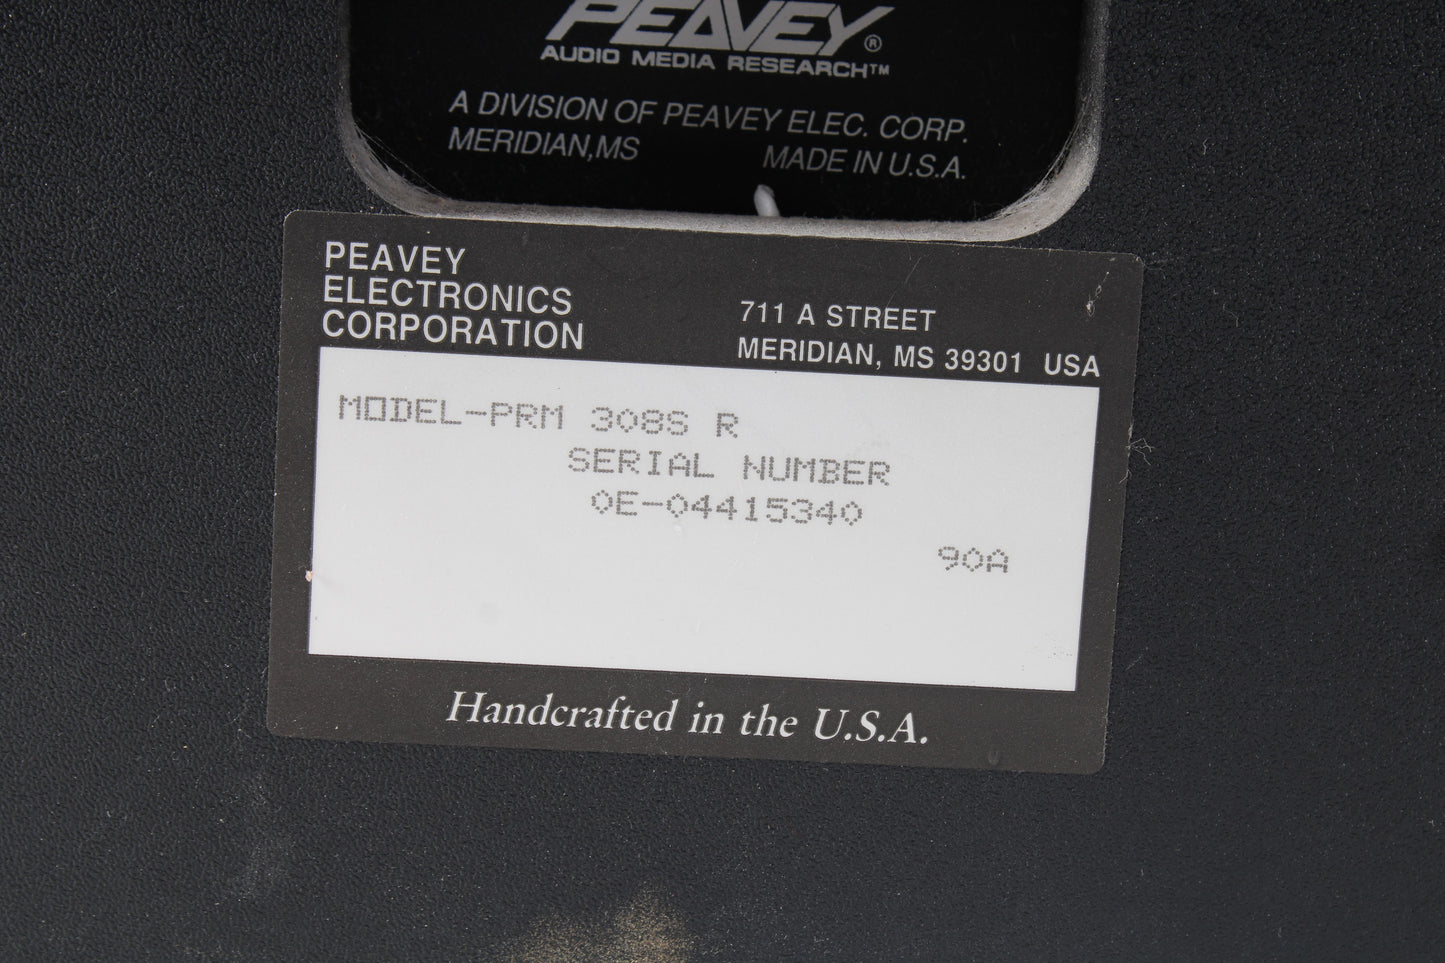 PEAVEY®
AUDIO MEDIA RESEARCH™
A DIVISION OF PEAVEY ELEC. CORP.
MERIDIAN,MS MADE IN U.S.A.
PEAVEY
ELECTRONICS
CORPORATION
711 A STREET
MERIDIAN, MS 39301 USA
MODEL-PRM 308S R
SERIAL NUMBER
0E-04415340
90A
Handcrafted in the U.S.A.